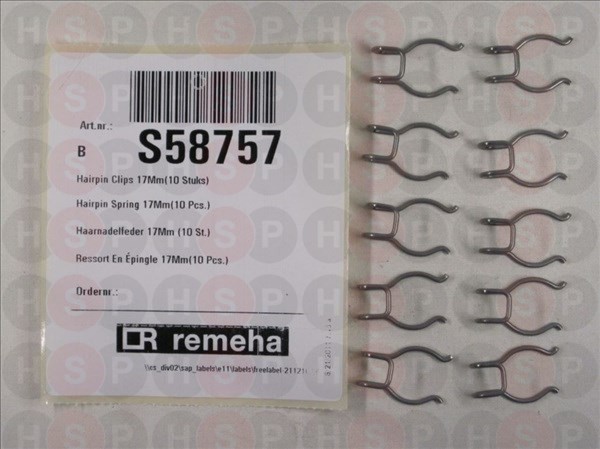 Art.nr.:
B S58757
Hairpin Clips 17Mm(10 Stuks)
Hairpin Spring 17Mm(10 Pcs.)
Haarnadelfeder 17Mm (10 St.)
Ressort En Épingle 17Mm(10 Pcs.)
Ordernr.:
remeha
HSP